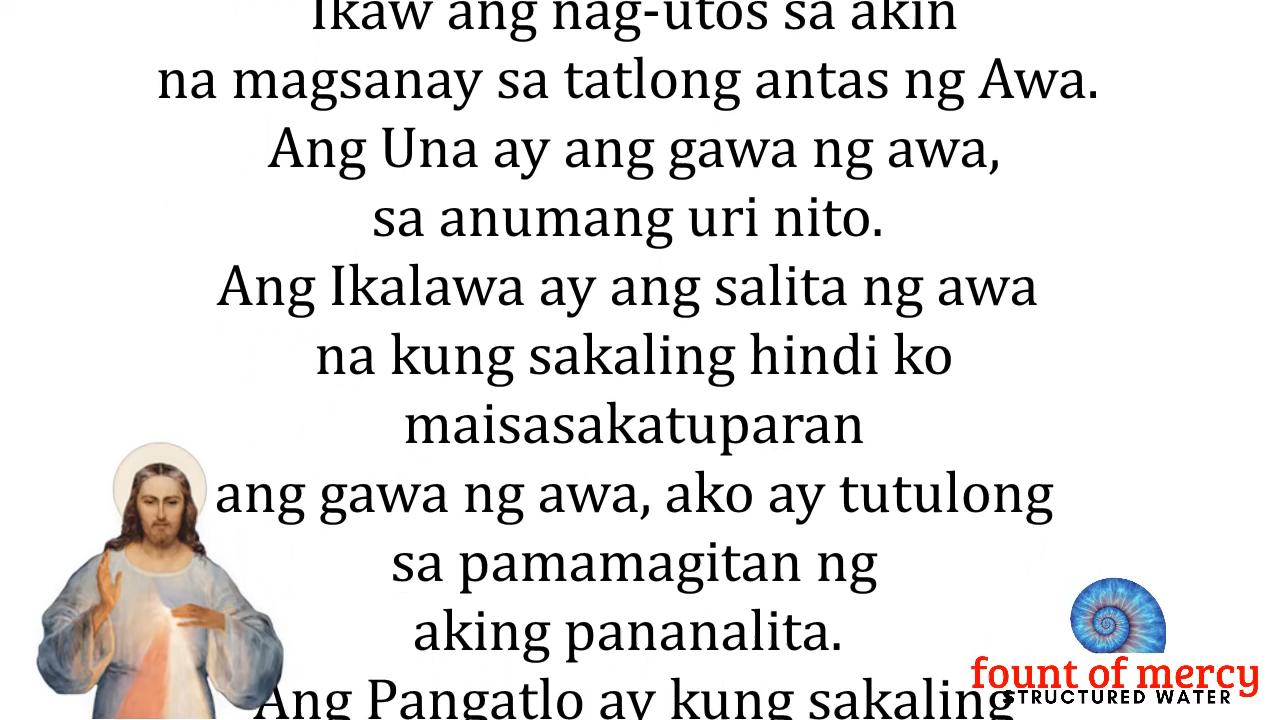 Ikaw ang nag-utos sa akin
na magsanay sa tatlong antas ng Awa.
Ang Una ay ang gawa ng awa,
sa anumang uri nito.
Ang Ikalawa ay ang salita ng awa
na kung sakaling hindi ko
maisasakatuparan
ang gawa ng awa, ako ay tutulong
sa pamamagitan ng
aking pananalita.
Ang Pangatlo ay kung sakaling
fount of mercy
STRUCTURED WATER